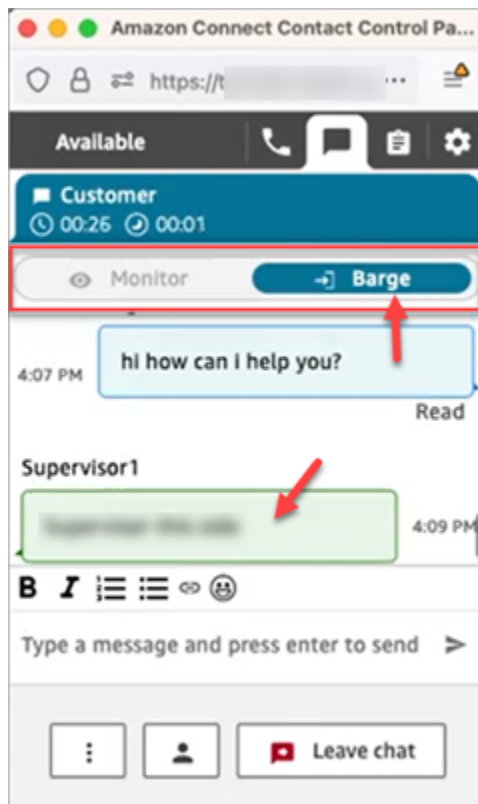 Amazon Connect Contact Control Pa...
https://t ...
Available
Customer
00:26 00:01
Monitor Barge
hi how can I help you?
4:07 PM
Read
Supervisor1
4:09 PM
B I
Type a message and press enter to send
Leave chat